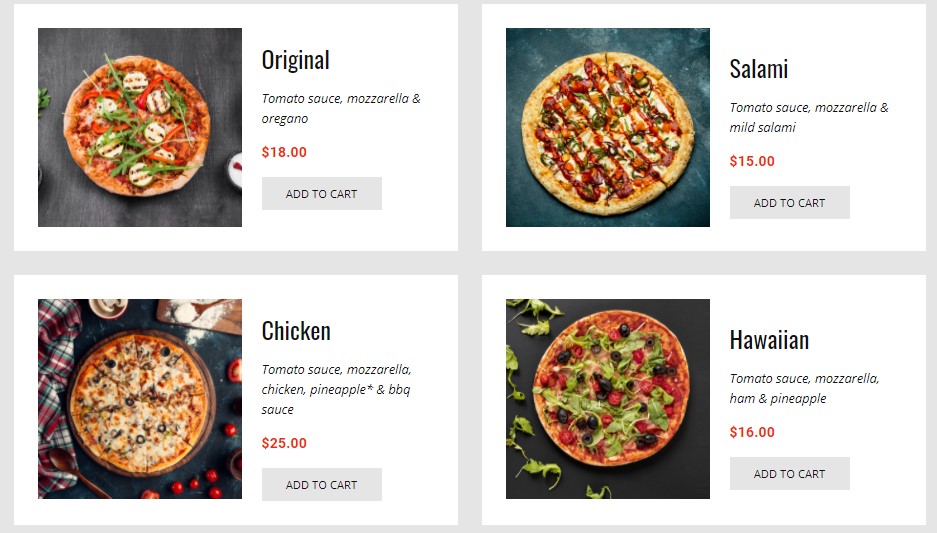 Original
Tomato sauce, mozzarella &
oregano
$18.00
ADD TO CART
Salami
Tomato sauce, mozzarella &
mild salami
$15.00
ADD TO CART
Chicken
Tomato sauce, mozzarella,
chicken, pineapple* & bbq
sauce
$25.00
ADD TO CART
Hawaiian
Tomato sauce, mozzarella,
ham & pineapple
$16.00
ADD TO CART